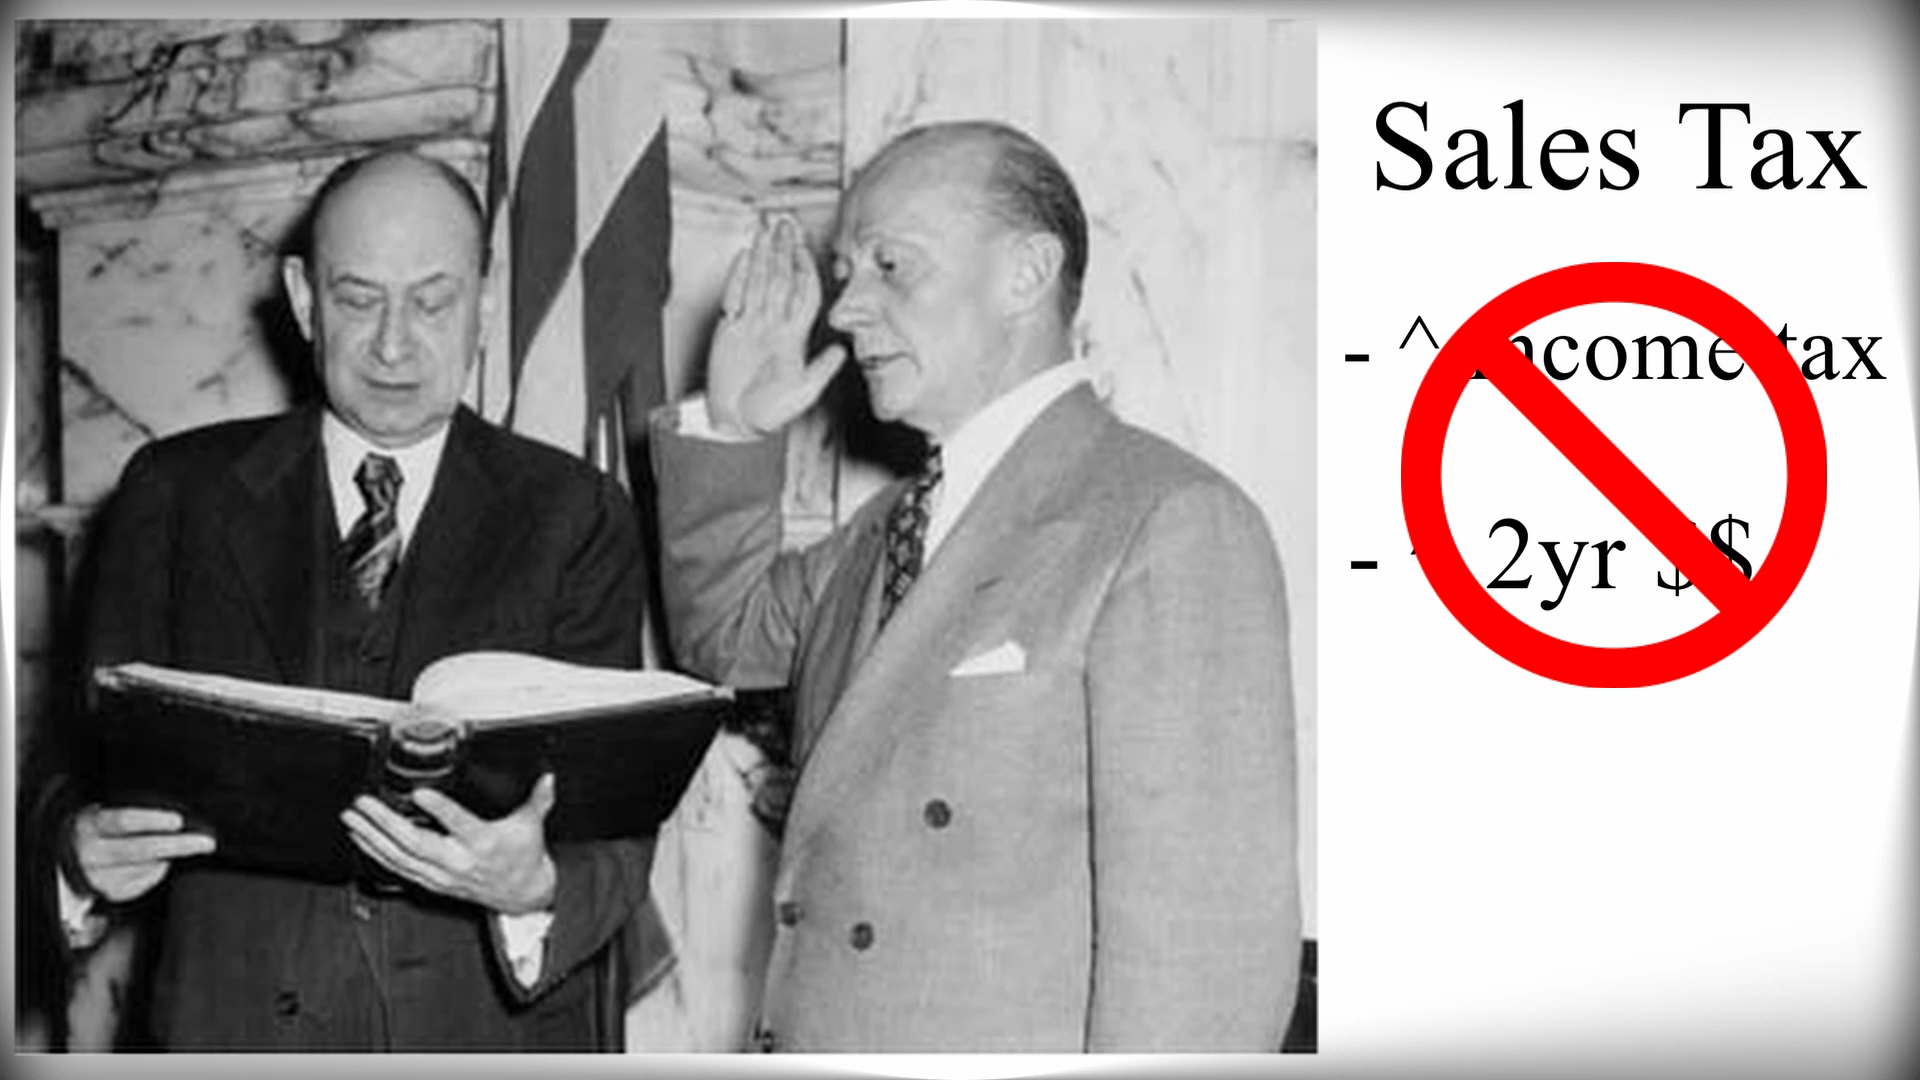 Sales Tax
- ^ income tax
- ^ 2yr $$